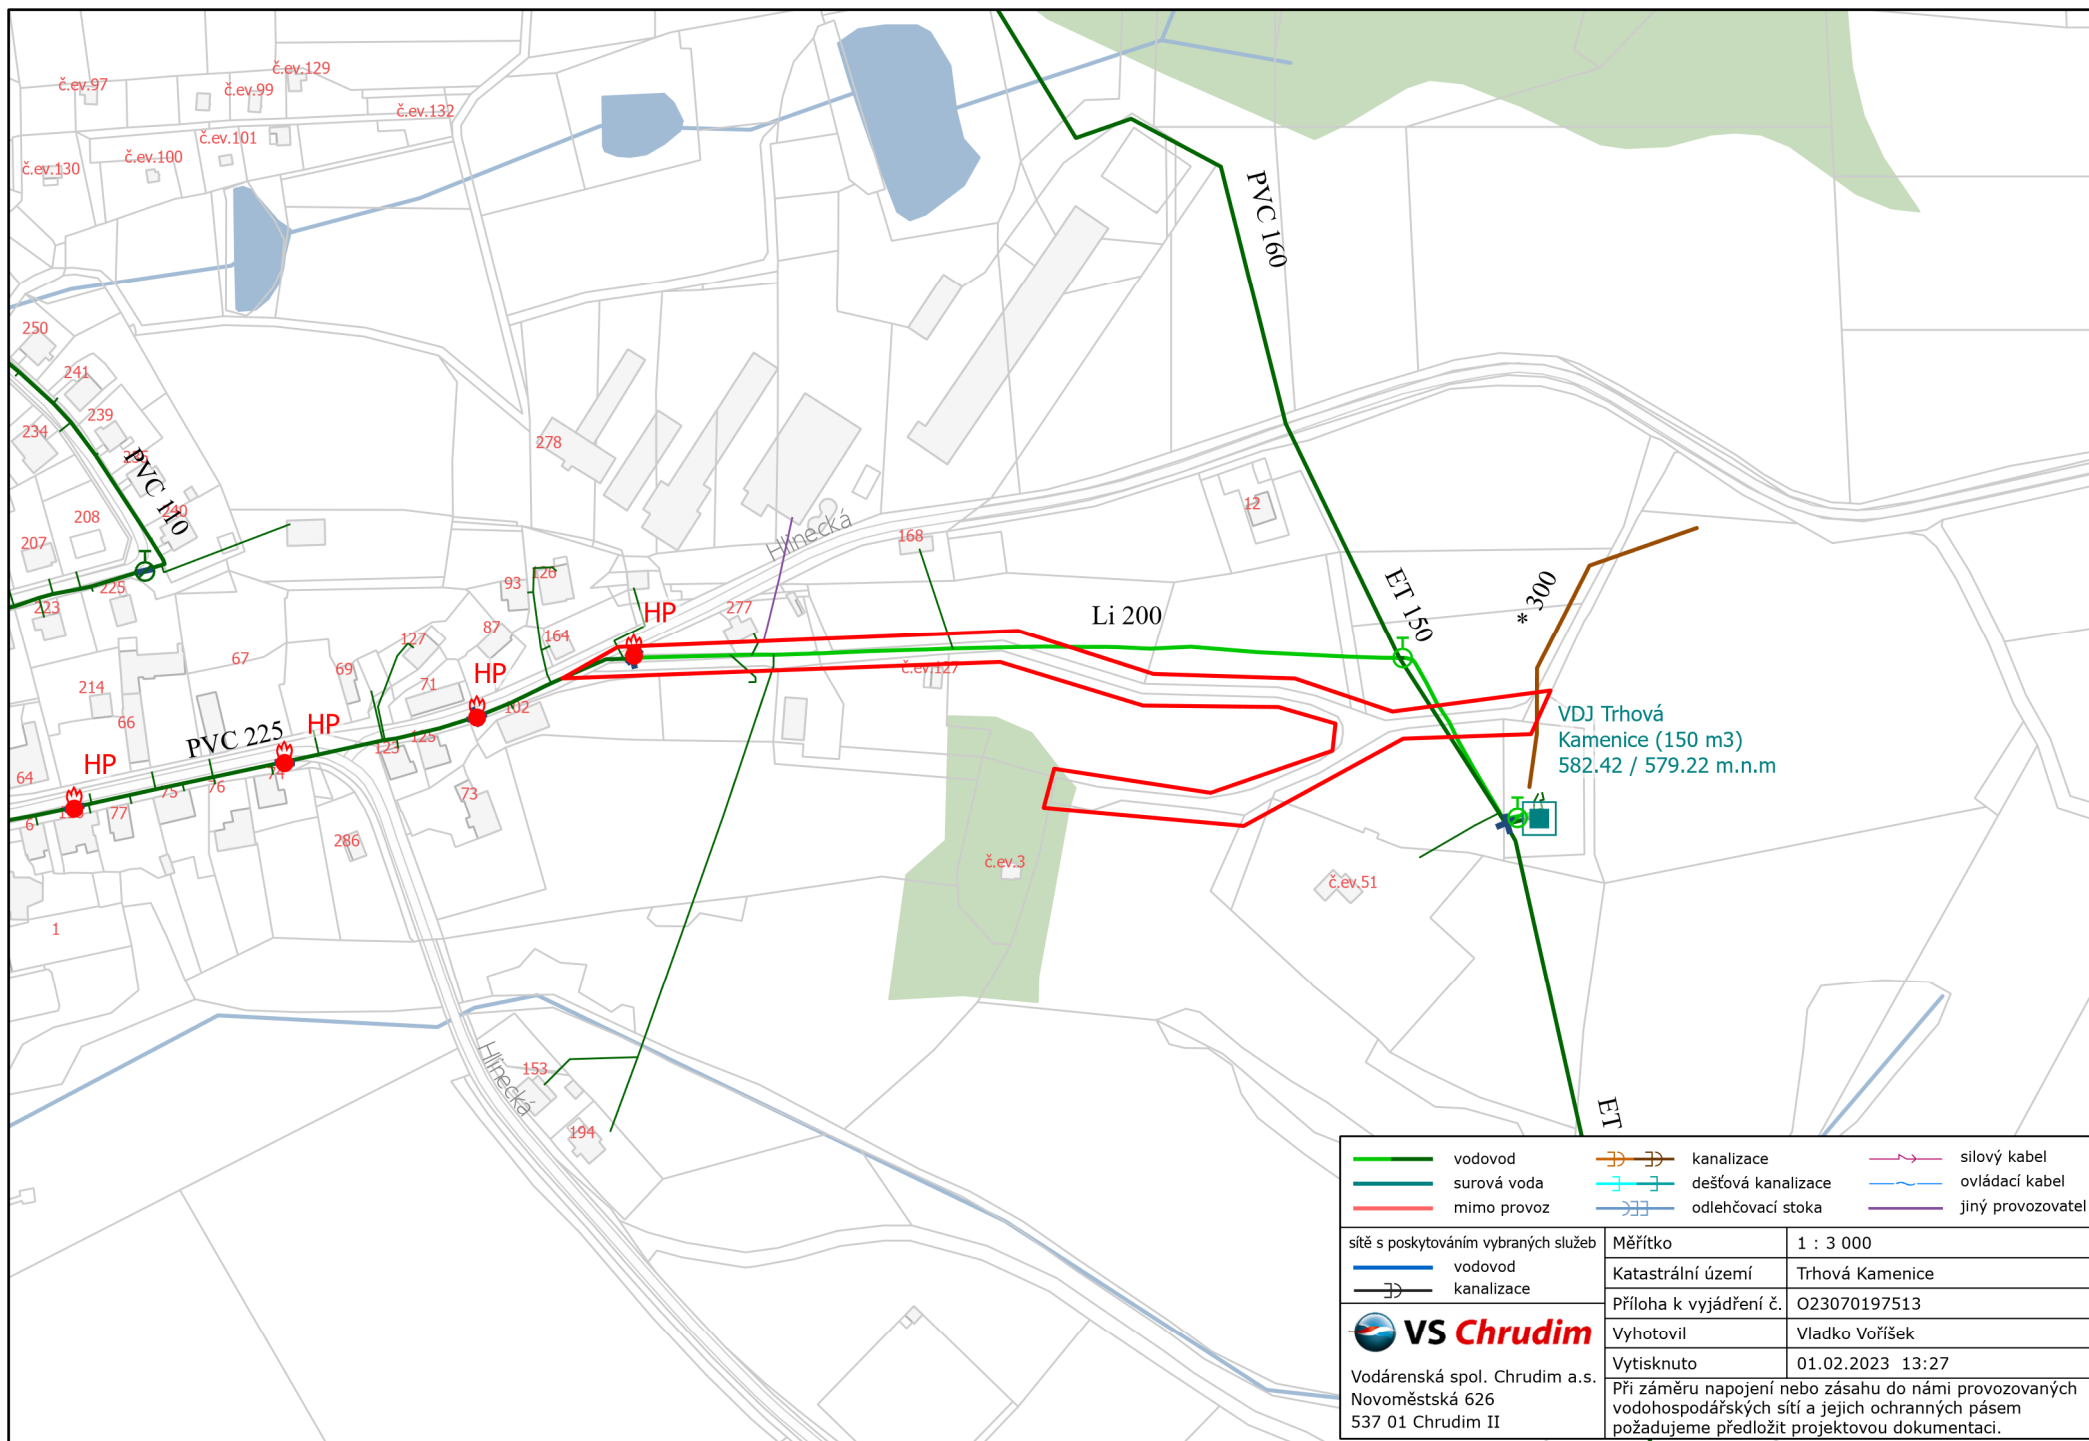 č.ev.97
č.ev.129
č.ev.99
č.ev.132
č.ev.101
č.ev.100
č.ev.130
PVC 160
250
241
239
234
PVC 110
240
208
207
225
223
278
Hlinecká
168
12
93
126
277
HP
Li 200
ET 150
* 300
127
87
164
67
69
71
HP
102
č.ev.127
214
66
PVC 225
HP
HP
123
125
64
74
75
76
77
6
73
286
VDJ Trhová
Kamenice (150 m3)
582.42 / 579.22 m.n.m
č.ev.3
č.ev.51
1
Hlinecká
153
194
ET
vodovod
surová voda
mimo provoz
kanalizace
dešťová kanalizace
odlehčovací stoka
silový kabel
ovládací kabel
jiný provozovatel
sítě s poskytováním vybraných služeb
vodovod
kanalizace
VS Chrudim
Vodárenská spol. Chrudim a.s.
Novoměstská 626
537 01 Chrudim II
Měřítko 1 : 3 000
Katastrální území Trhová Kamenice
Příloha k vyjádření č. O23070197513
Vyhotovil Vladko Voříšek
Vytisknuto 01.02.2023 13:27
Při záměru napojení nebo zásahu do námi provozovaných
vodohospodářských sítí a jejich ochranných pásem
požadujeme předložit projektovou dokumentaci.